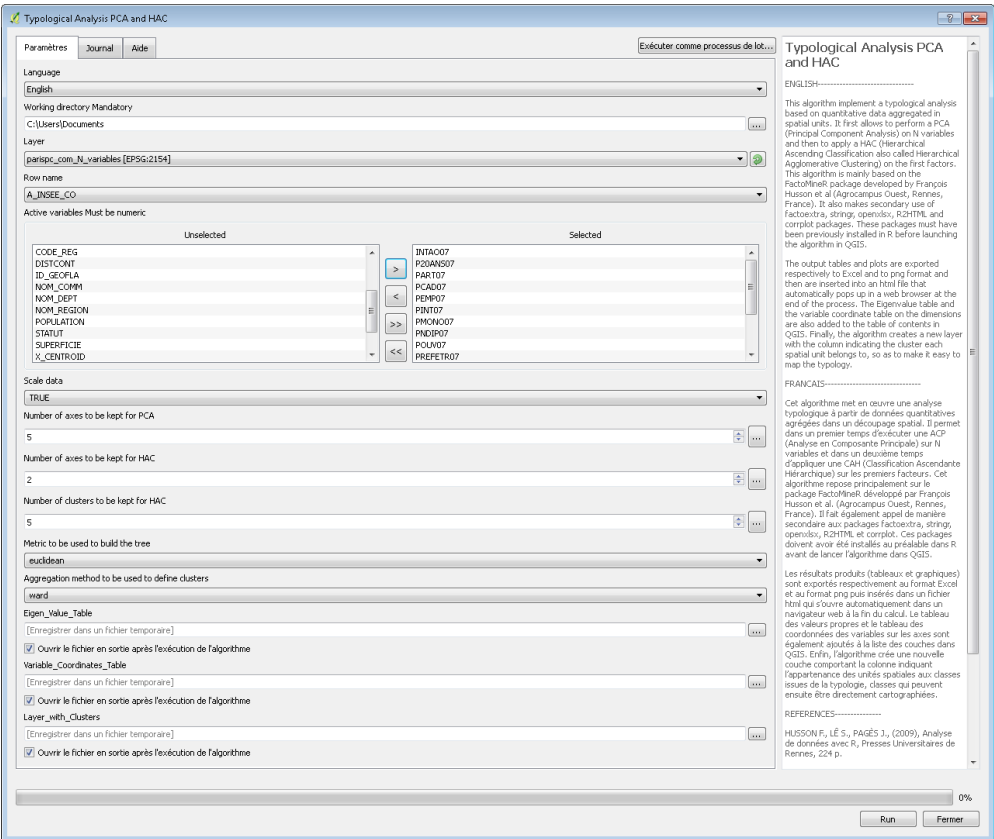 Typological Analysis PCA and HAC
Paramètres
Journal
Aide
Exécuter comme processus de lot...
Language
English
Working directory Mandatory
C:\Users\Documents
...
Layer
parispc_com_N_variables [EPSG:2154]
Row name
A_INSEE_CO
Active variables Must be numeric
Unselected
CODE_REG
DISTCONT
ID_GEOFLA
NOM_COMM
NOM_DEPT
NOM_REGION
POPULATION
STATUT
SUPERFICIE
X_CENTROID
>
<
>>
<<
Selected
INTAO07
P20ANS07
PART07
PCAD07
PEMP07
PINT07
PMONO07
PNDIP07
POUV07
PREFETR07
Scale data
TRUE
Number of axes to be kept for PCA
5
...
Number of axes to be kept for HAC
2
...
Number of clusters to be kept for HAC
5
...
Metric to be used to build the tree
euclidean
Aggregation method to be used to define clusters
ward
Eigen_Value_Table
[Enregistrer dans un fichier temporaire]
...
Ouvrir le fichier en sortie après l'exécution de l'algorithme
Variable_Coordinates_Table
[Enregistrer dans un fichier temporaire]
...
Ouvrir le fichier en sortie après l'exécution de l'algorithme
Layer_with_Clusters
[Enregistrer dans un fichier temporaire]
...
Ouvrir le fichier en sortie après l'exécution de l'algorithme
Typological Analysis PCA
and HAC
ENGLISH--------------------------------
This algorithm implement a typological analysis
based on quantitative data aggregated in
spatial units. It first allows to perform a PCA
(Principal Component Analysis) on N variables
and then to apply a HAC (Hierarchical
Ascending Classification also called Hierarchical
Agglomerative Clustering) on the first factors.
This algorithm is mainly based on the
FactoMineR package developed by François
Husson et al (Agrocampus Ouest, Rennes,
France). It also makes secondary use of
factoextra, stringr, openxlsx, R2HTML and
corrplot packages. These packages must have
been previously installed in R before launching
the algorithm in QGIS.
The output tables and plots are exported
respectively to Excel and to png format and
then are inserted into an html file that
automatically pops up in a web browser at the
end of the process. The Eigenvalue table and
the variable coordinate table on the dimensions
are also added to the table of contents in
QGIS. Finally, the algorithm creates a new layer
with the column indicating the cluster each
spatial unit belongs to, so as to make it easy to
map the typology.
FRANCAIS--------------------------------
Cet algorithme met en œuvre une analyse
typologique à partir de données quantitatives
agrégées dans un découpage spatial. Il permet
dans un premier temps d'exécuter une ACP
(Analyse en Composante Principale) sur N
variables et dans un deuxième temps
d'appliquer une CAH (Classification Ascendante
Hiérarchique) sur les premiers facteurs. Cet
algorithme repose principalement sur le
package FactoMineR développé par François
Husson et al. (Agrocampus Ouest, Rennes,
France). Il fait également appel de manière
secondaire aux packages factoextra, stringr,
openxlsx, R2HTML et corrplot. Ces packages
doivent avoir été installés au préalable dans R
avant de lancer l'algorithme dans QGIS.
Les résultats produits (tableaux et graphiques)
sont exportés respectivement au format Excel
et au format png puis insérés dans un fichier
html qui s'ouvre automatiquement dans un
navigateur web à la fin du calcul. Le tableau
des valeurs propres et le tableau des
coordonnées des variables sur les axes sont
également ajoutés à la liste des couches dans
QGIS. Enfin, l'algorithme crée une nouvelle
couche comportant la colonne indiquant
l'appartenance des unités spatiales aux classes
issues de la typologie, classes qui peuvent
ensuite être directement cartographiées.
REFERENCES---------------
HUSSON F., LÊ S., PAGÈS J., (2009), Analyse
de données avec R, Presses Universitaires de
Rennes, 224 p.
0%
Run
Fermer